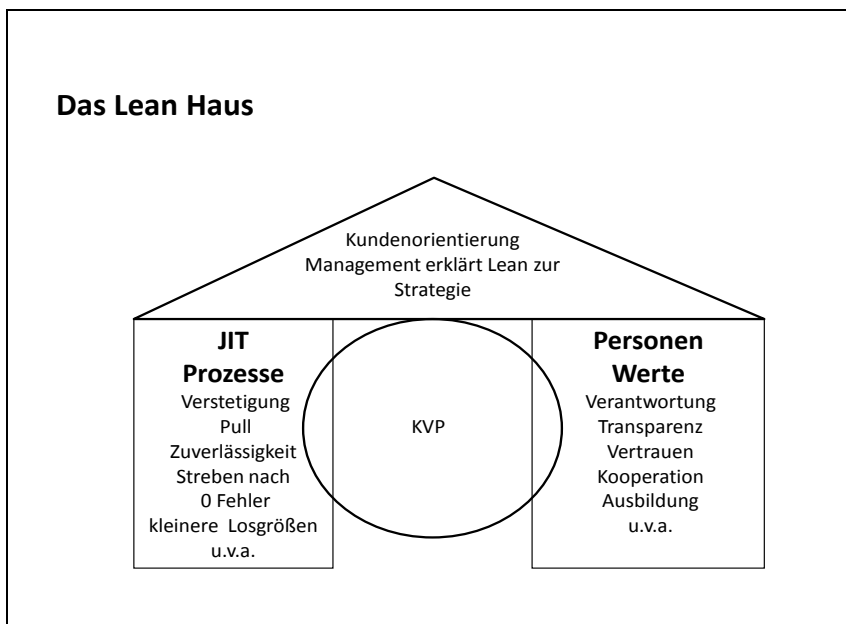 Das Lean Haus
Kundenorientierung
Management erklärt Lean zur
Strategie
JIT
Prozesse
Verstetigung
Pull
Zuverlässigkeit
Streben nach
0 Fehler
kleinere Losgrößen
u.v.a.
KVP
Personen
Werte
Verantwortung
Transparenz
Vertrauen
Kooperation
Ausbildung
u.v.a.